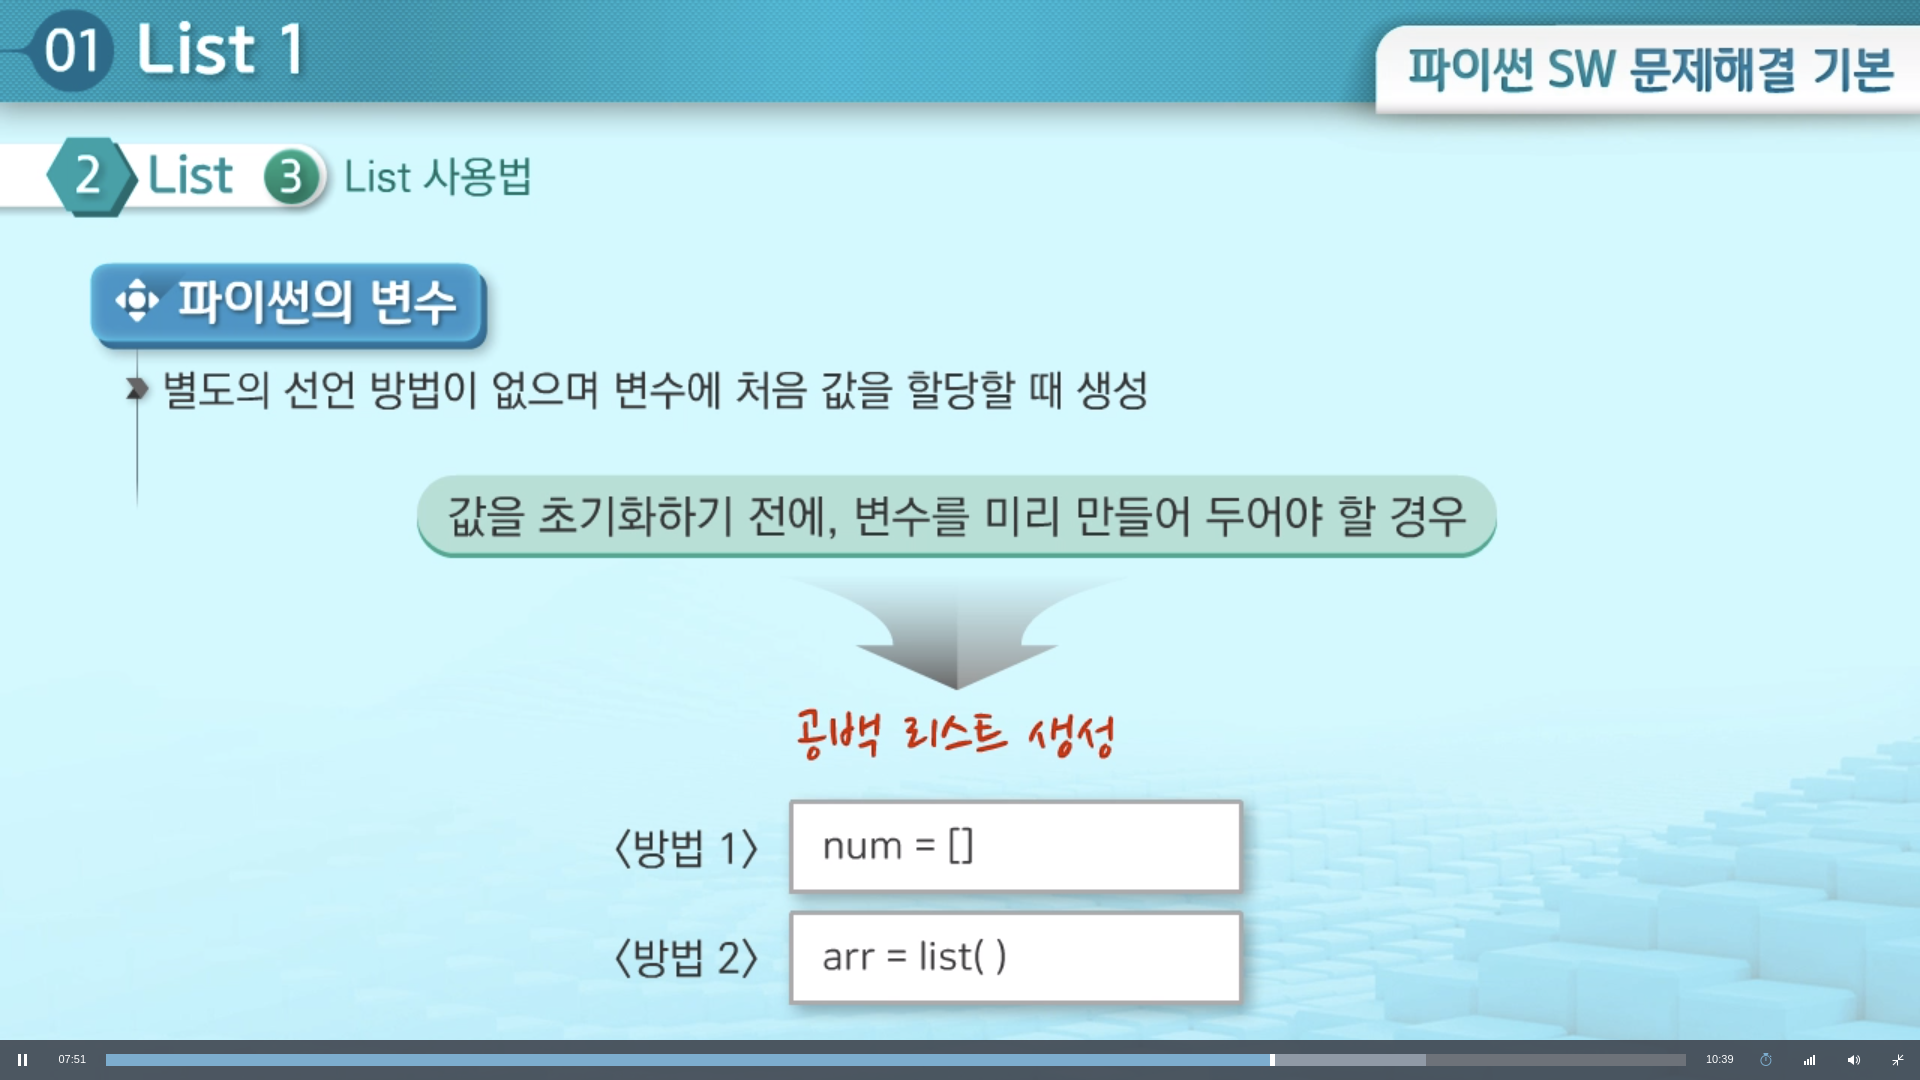 01 List 1
파이썬 SW 문제해결 기본
2 List 3 List 사용법
파이썬의 변수
별도의 선언 방법이 없으며 변수에 처음 값을 할당할 때 생성
값을 초기화하기 전에, 변수를 미리 만들어 두어야 할 경우
공백 리스트 생성
〈방법 1〉 num = []
〈방법 2〉 arr = list( )
07:51 10:39